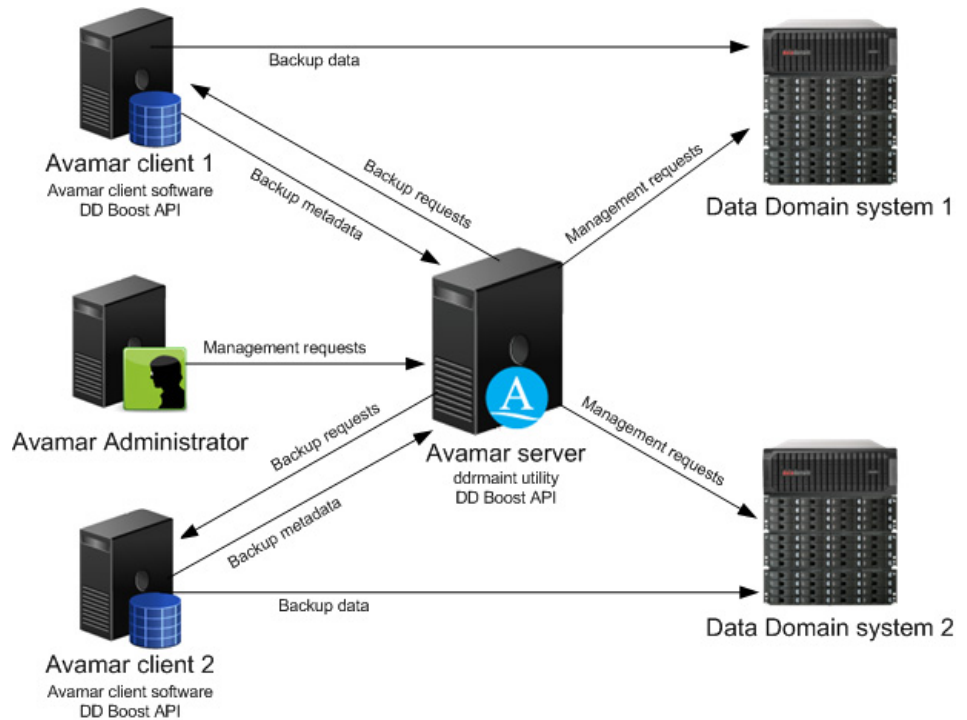 Backup data
Avamar client 1
Avamar client software
DD Boost API
Backup requests
Backup metadata
Management requests
Data Domain system 1
Management requests
Avamar Administrator
A
Avamar server
ddrmaint utility
DD Boost API
Backup requests
Backup metadata
Management requests
Backup data
Avamar client 2
Avamar client software
DD Boost API
Data Domain system 2